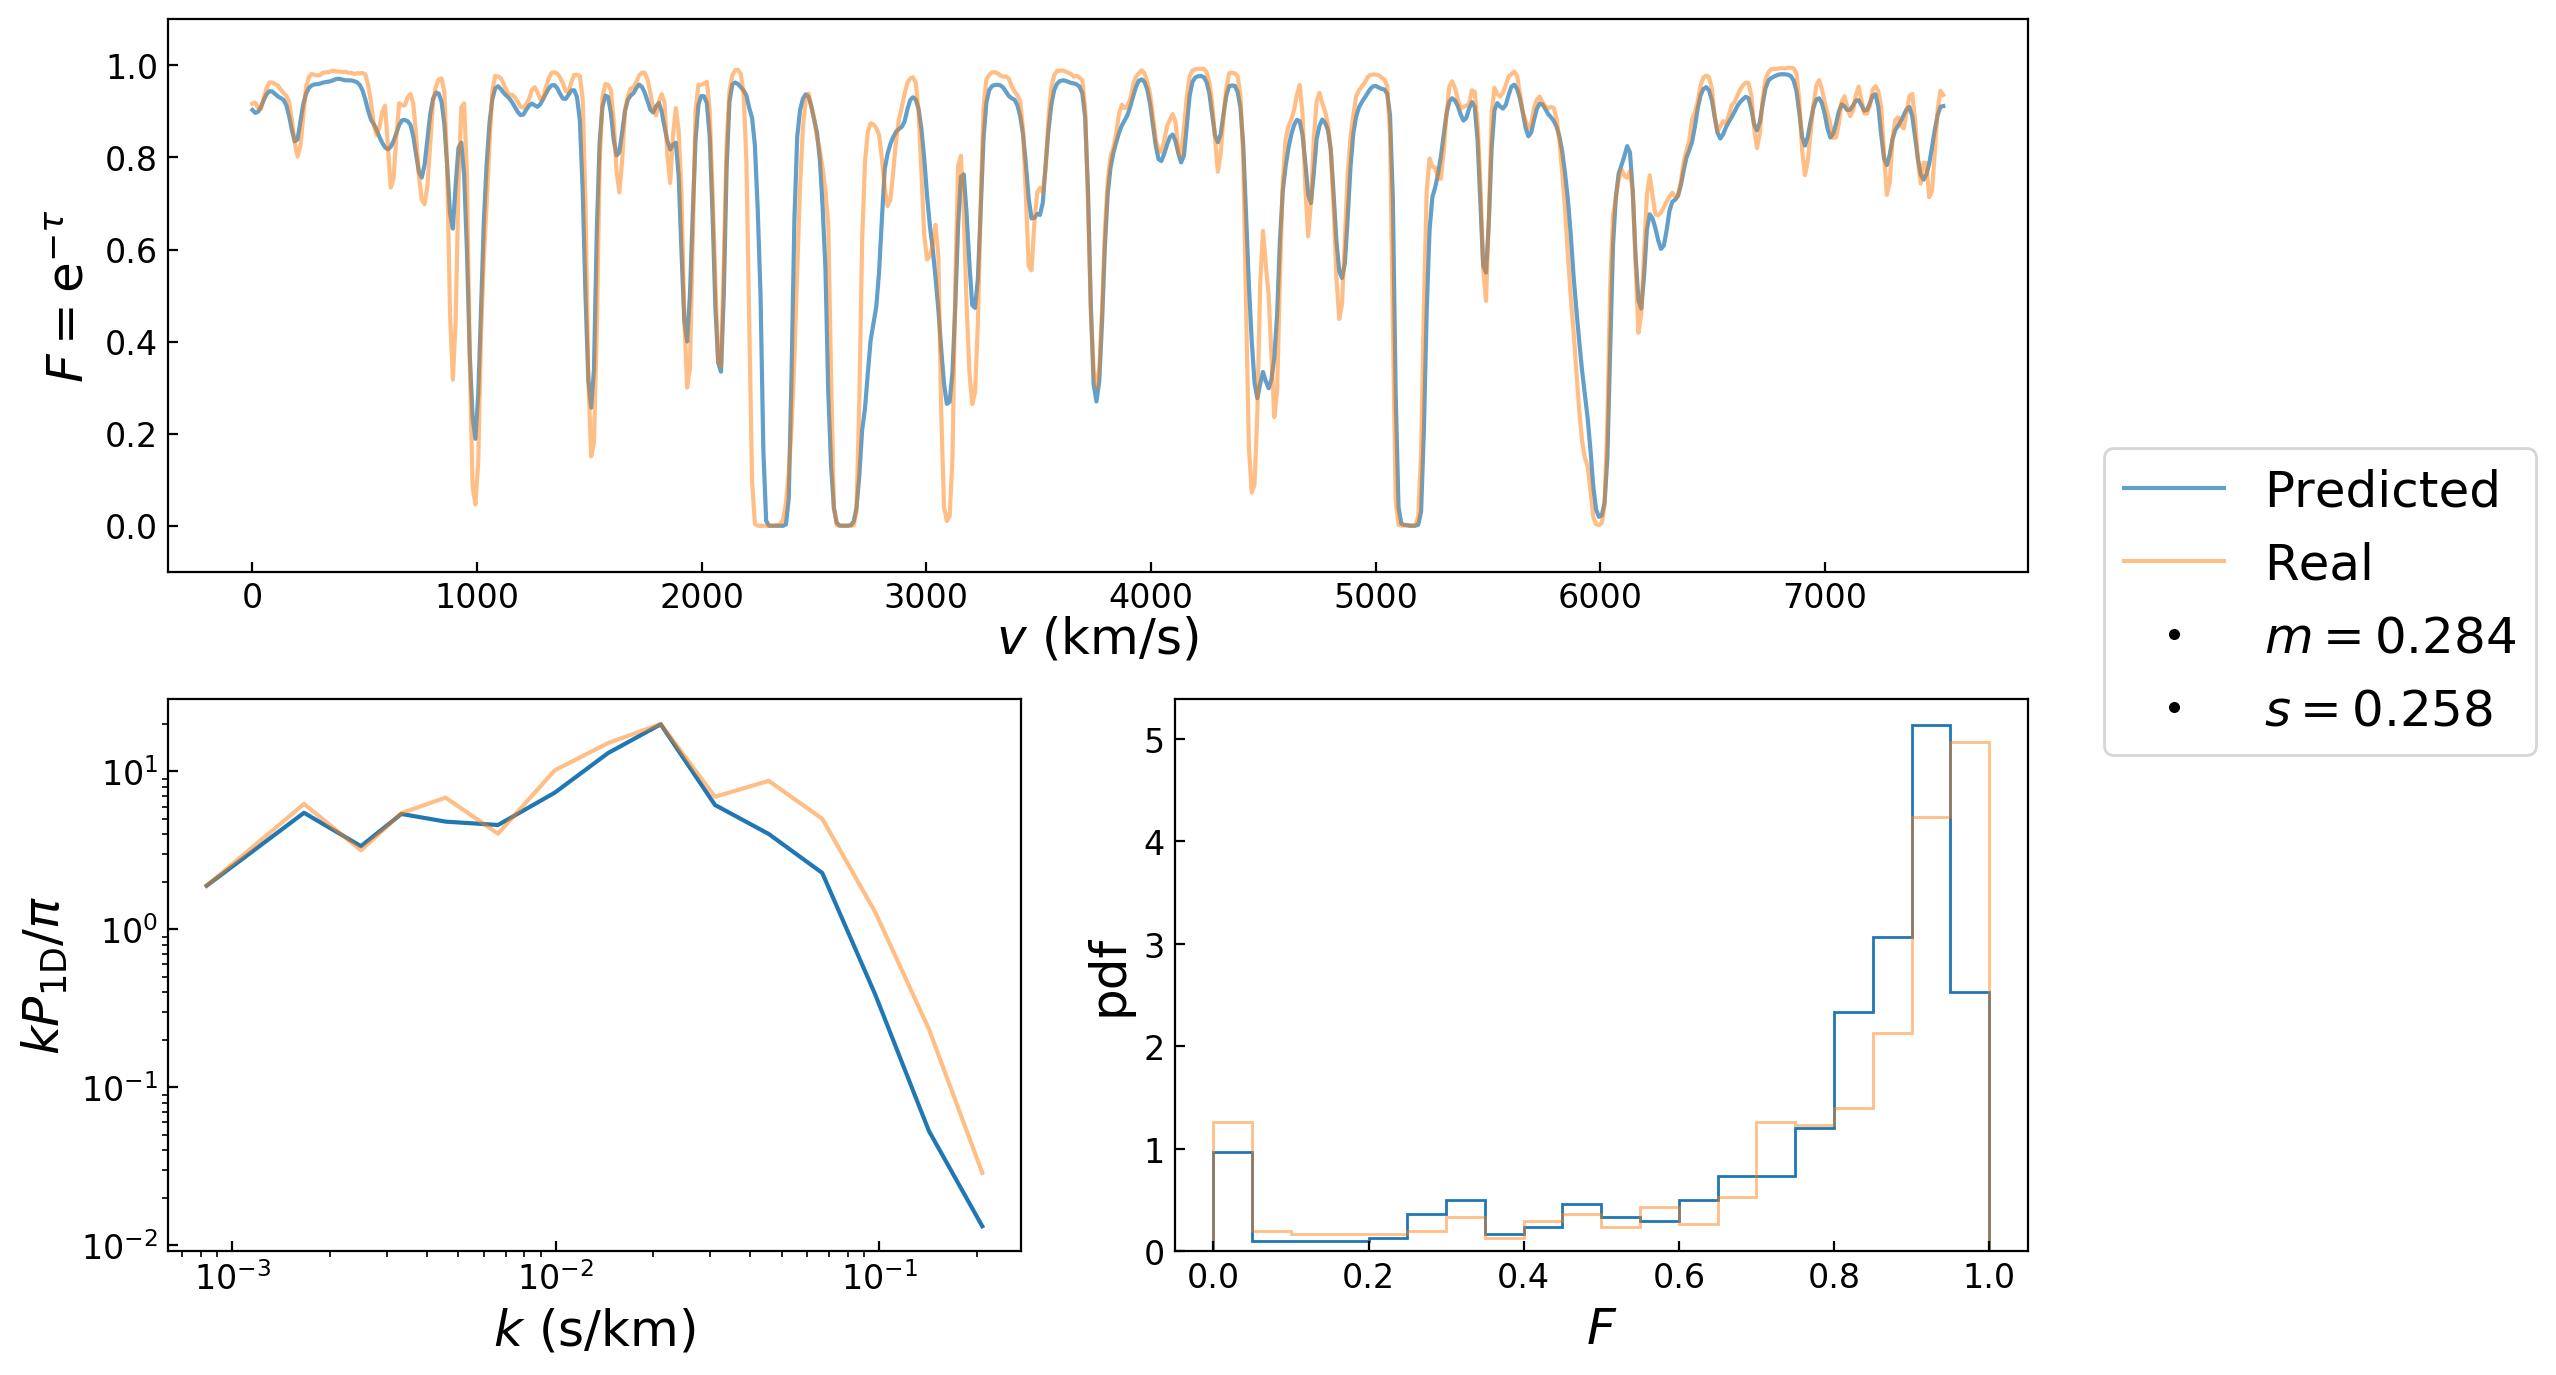 1.0
0.8
0.6
0.4
0.2
0.0
F = e^{−τ}
0 1000 2000 3000 4000 5000 6000 7000
v (km/s)
Predicted
Real
m = 0.284
s = 0.258
10^1
10^0
10^{−1}
10^{−2}
kP_{1D}/π
10^{−3} 10^{−2} 10^{−1}
k (s/km)
5
4
3
2
1
0
pdf
0.0 0.2 0.4 0.6 0.8 1.0
F